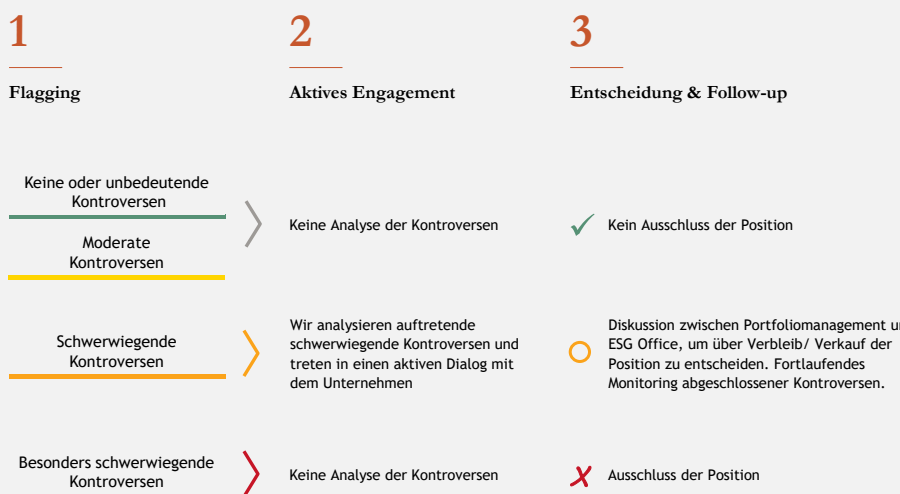 1
2
3
Flagging
Aktives Engagement
Entscheidung & Follow-up
Keine oder unbedeutende
Kontroversen
Moderate
Kontroversen
Keine Analyse der Kontroversen
Kein Ausschluss der Position
Schwerwiegende
Kontroversen
Wir analysieren auftretende
schwerwiegende Kontroversen und
treten in einen aktiven Dialog mit
dem Unternehmen
Diskussion zwischen Portfoliomanagement
ESG Office, um über Verbleib/ Verkauf der
Position zu entscheiden. Fortlaufendes
Monitoring abgeschlossener Kontroversen.
Besonders schwerwiegende
Kontroversen
Keine Analyse der Kontroversen
Ausschluss der Position